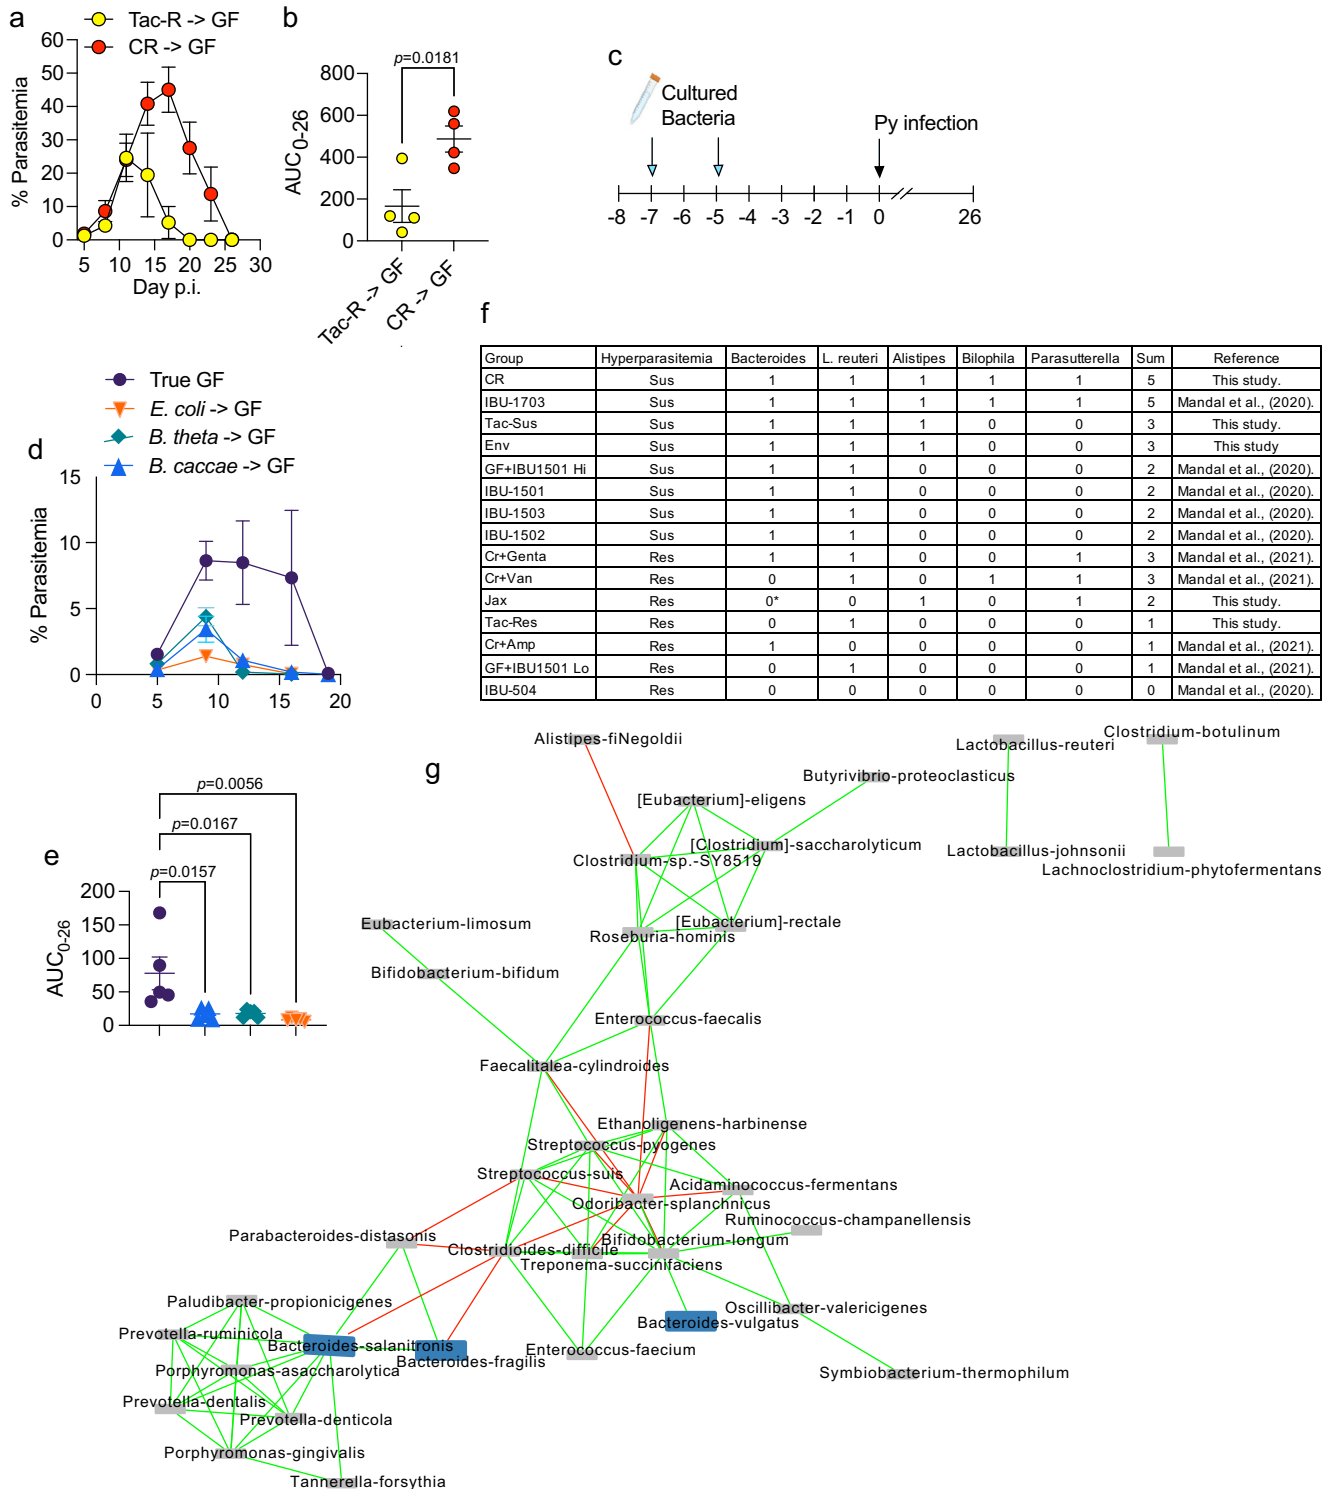 a
Tac-R -> GF
CR -> GF
60
50
40
30
20
10
0
% Parasitemia
5 10 15 20 25 30
Day p.i.
b
p=0.0181
800
600
400
200
0
AUC0-26
Tac-R -> GF
CR -> GF
c
Cultured
Bacteria
Py infection
-8 -7 -6 -5 -4 -3 -2 -1 0 26
d
True GF
E. coli -> GF
B. theta -> GF
B. caccae -> GF
15
10
5
0
% Parasitemia
0 5 10 15 20
f
Group Hyperparasitemia Bacteroides L. reuteri Alistipes Bilophila Parasutterella Sum Reference
CR Sus 1 1 1 1 1 5 This study.
IBU-1703 Sus 1 1 1 1 1 5 Mandal et al., (2020).
Tac-Sus Sus 1 1 1 0 0 3 This study.
Env Sus 1 1 1 0 0 3 This study
GF+IBU1501 Hi Sus 1 1 0 0 0 2 Mandal et al., (2020).
IBU-1501 Sus 1 1 0 0 0 2 Mandal et al., (2020).
IBU-1503 Sus 1 1 0 0 0 2 Mandal et al., (2020).
IBU-1502 Sus 1 1 0 0 0 2 Mandal et al., (2020).
Cr+Genta Res 1 1 0 0 1 3 Mandal et al., (2021).
Cr+Van Res 0 1 0 1 1 3 Mandal et al., (2021).
Jax Res 0* 0 1 0 1 2 This study.
Tac-Res Res 0 1 0 0 0 1 This study.
Cr+Amp Res 1 0 0 0 0 1 Mandal et al., (2021).
GF+IBU1501 Lo Res 0 1 0 0 0 1 Mandal et al., (2021).
IBU-504 Res 0 0 0 0 0 0 Mandal et al., (2020).
e
p=0.0056
p=0.0167
p=0.0157
200
150
100
50
0
AUC0-26
g
Alistipes-fiNegoldii
Lactobacillus-reuteri
Clostridium-botulinum
Butyrivibrio-proteoclasticus
[Eubacterium]-eligens
[Clostridium]-saccharolyticum
Clostridium-sp.-SY8519
Lactobacillus-johnsonii
Lachnoclostridium-phytofermentans
Eubacterium-limosum
[Eubacterium]-rectale
Roseburia-hominis
Bifidobacterium-bifidum
Enterococcus-faecalis
Faecalitalea-cylindroides
Ethanoligenens-harbinense
Streptococcus-pyogenes
Streptococcus-suis
Acidaminococcus-fermentans
Odoribacter-splanchnicus
Ruminococcus-champanellensis
Parabacteroides-distasonis
Bifidobacterium-longum
Clostridioides-difficile
Treponema-succinifaciens
Paludibacter-propionicigenes
Oscillibacter-valericigenes
Bacteroides-vulgatus
Prevotella-ruminicola
Bacteroides-salanitronis
Enterococcus-faecium
Bacteroides-fragilis
Porphyromonas-asaccharolytica
Symbiobacterium-thermophilum
Prevotella-dentalis
Prevotella-denticola
Porphyromonas-gingivalis
Tannerella-forsythia